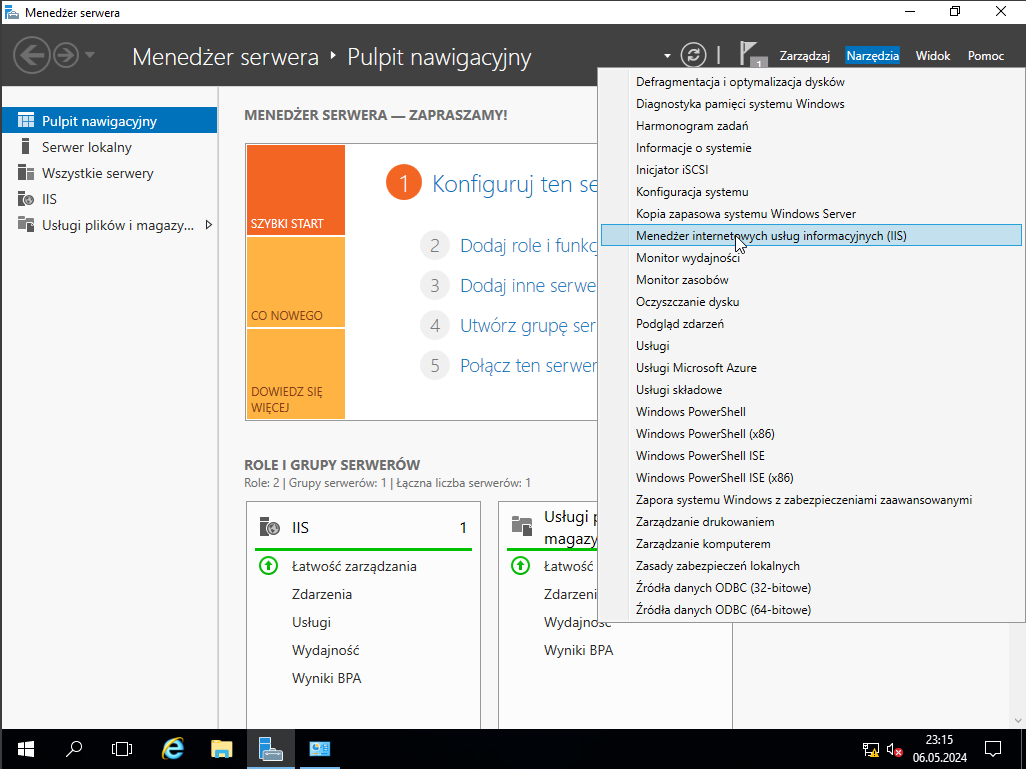 Menedżer serwera
Menedżer serwera ‣ Pulpit nawigacyjny
1
Zarządzaj
Narzędzia
Widok
Pomoc
Pulpit nawigacyjny
Serwer lokalny
Wszystkie serwery
IIS
Usługi plików i magazy...
MENEDŻER SERWERA — ZAPRASZAMY!
SZYBKI START
CO NOWEGO
DOWIEDZ SIĘ
WIĘCEJ
1 Konfiguruj ten se
2 Dodaj role i funkc
3 Dodaj inne serwe
4 Utwórz grupę ser
5 Połącz ten serwer
ROLE I GRUPY SERWERÓW
Role: 2 | Grupy serwerów: 1 | Łączna liczba serwerów: 1
IIS 1
Łatwość zarządzania
Zdarzenia
Usługi
Wydajność
Wyniki BPA
Usługi p
magazy
Łatwość
Zdarzeni
Wydajność
Wyniki BPA
Defragmentacja i optymalizacja dysków
Diagnostyka pamięci systemu Windows
Harmonogram zadań
Informacje o systemie
Inicjator iSCSI
Konfiguracja systemu
Kopia zapasowa systemu Windows Server
Menedżer internetowych usług informacyjnych (IIS)
Monitor wydajności
Monitor zasobów
Oczyszczanie dysku
Podgląd zdarzeń
Usługi
Usługi Microsoft Azure
Usługi składowe
Windows PowerShell
Windows PowerShell (x86)
Windows PowerShell ISE
Windows PowerShell ISE (x86)
Zapora systemu Windows z zabezpieczeniami zaawansowanymi
Zarządzanie drukowaniem
Zarządzanie komputerem
Zasady zabezpieczeń lokalnych
Źródła danych ODBC (32-bitowe)
Źródła danych ODBC (64-bitowe)
23:15
06.05.2024